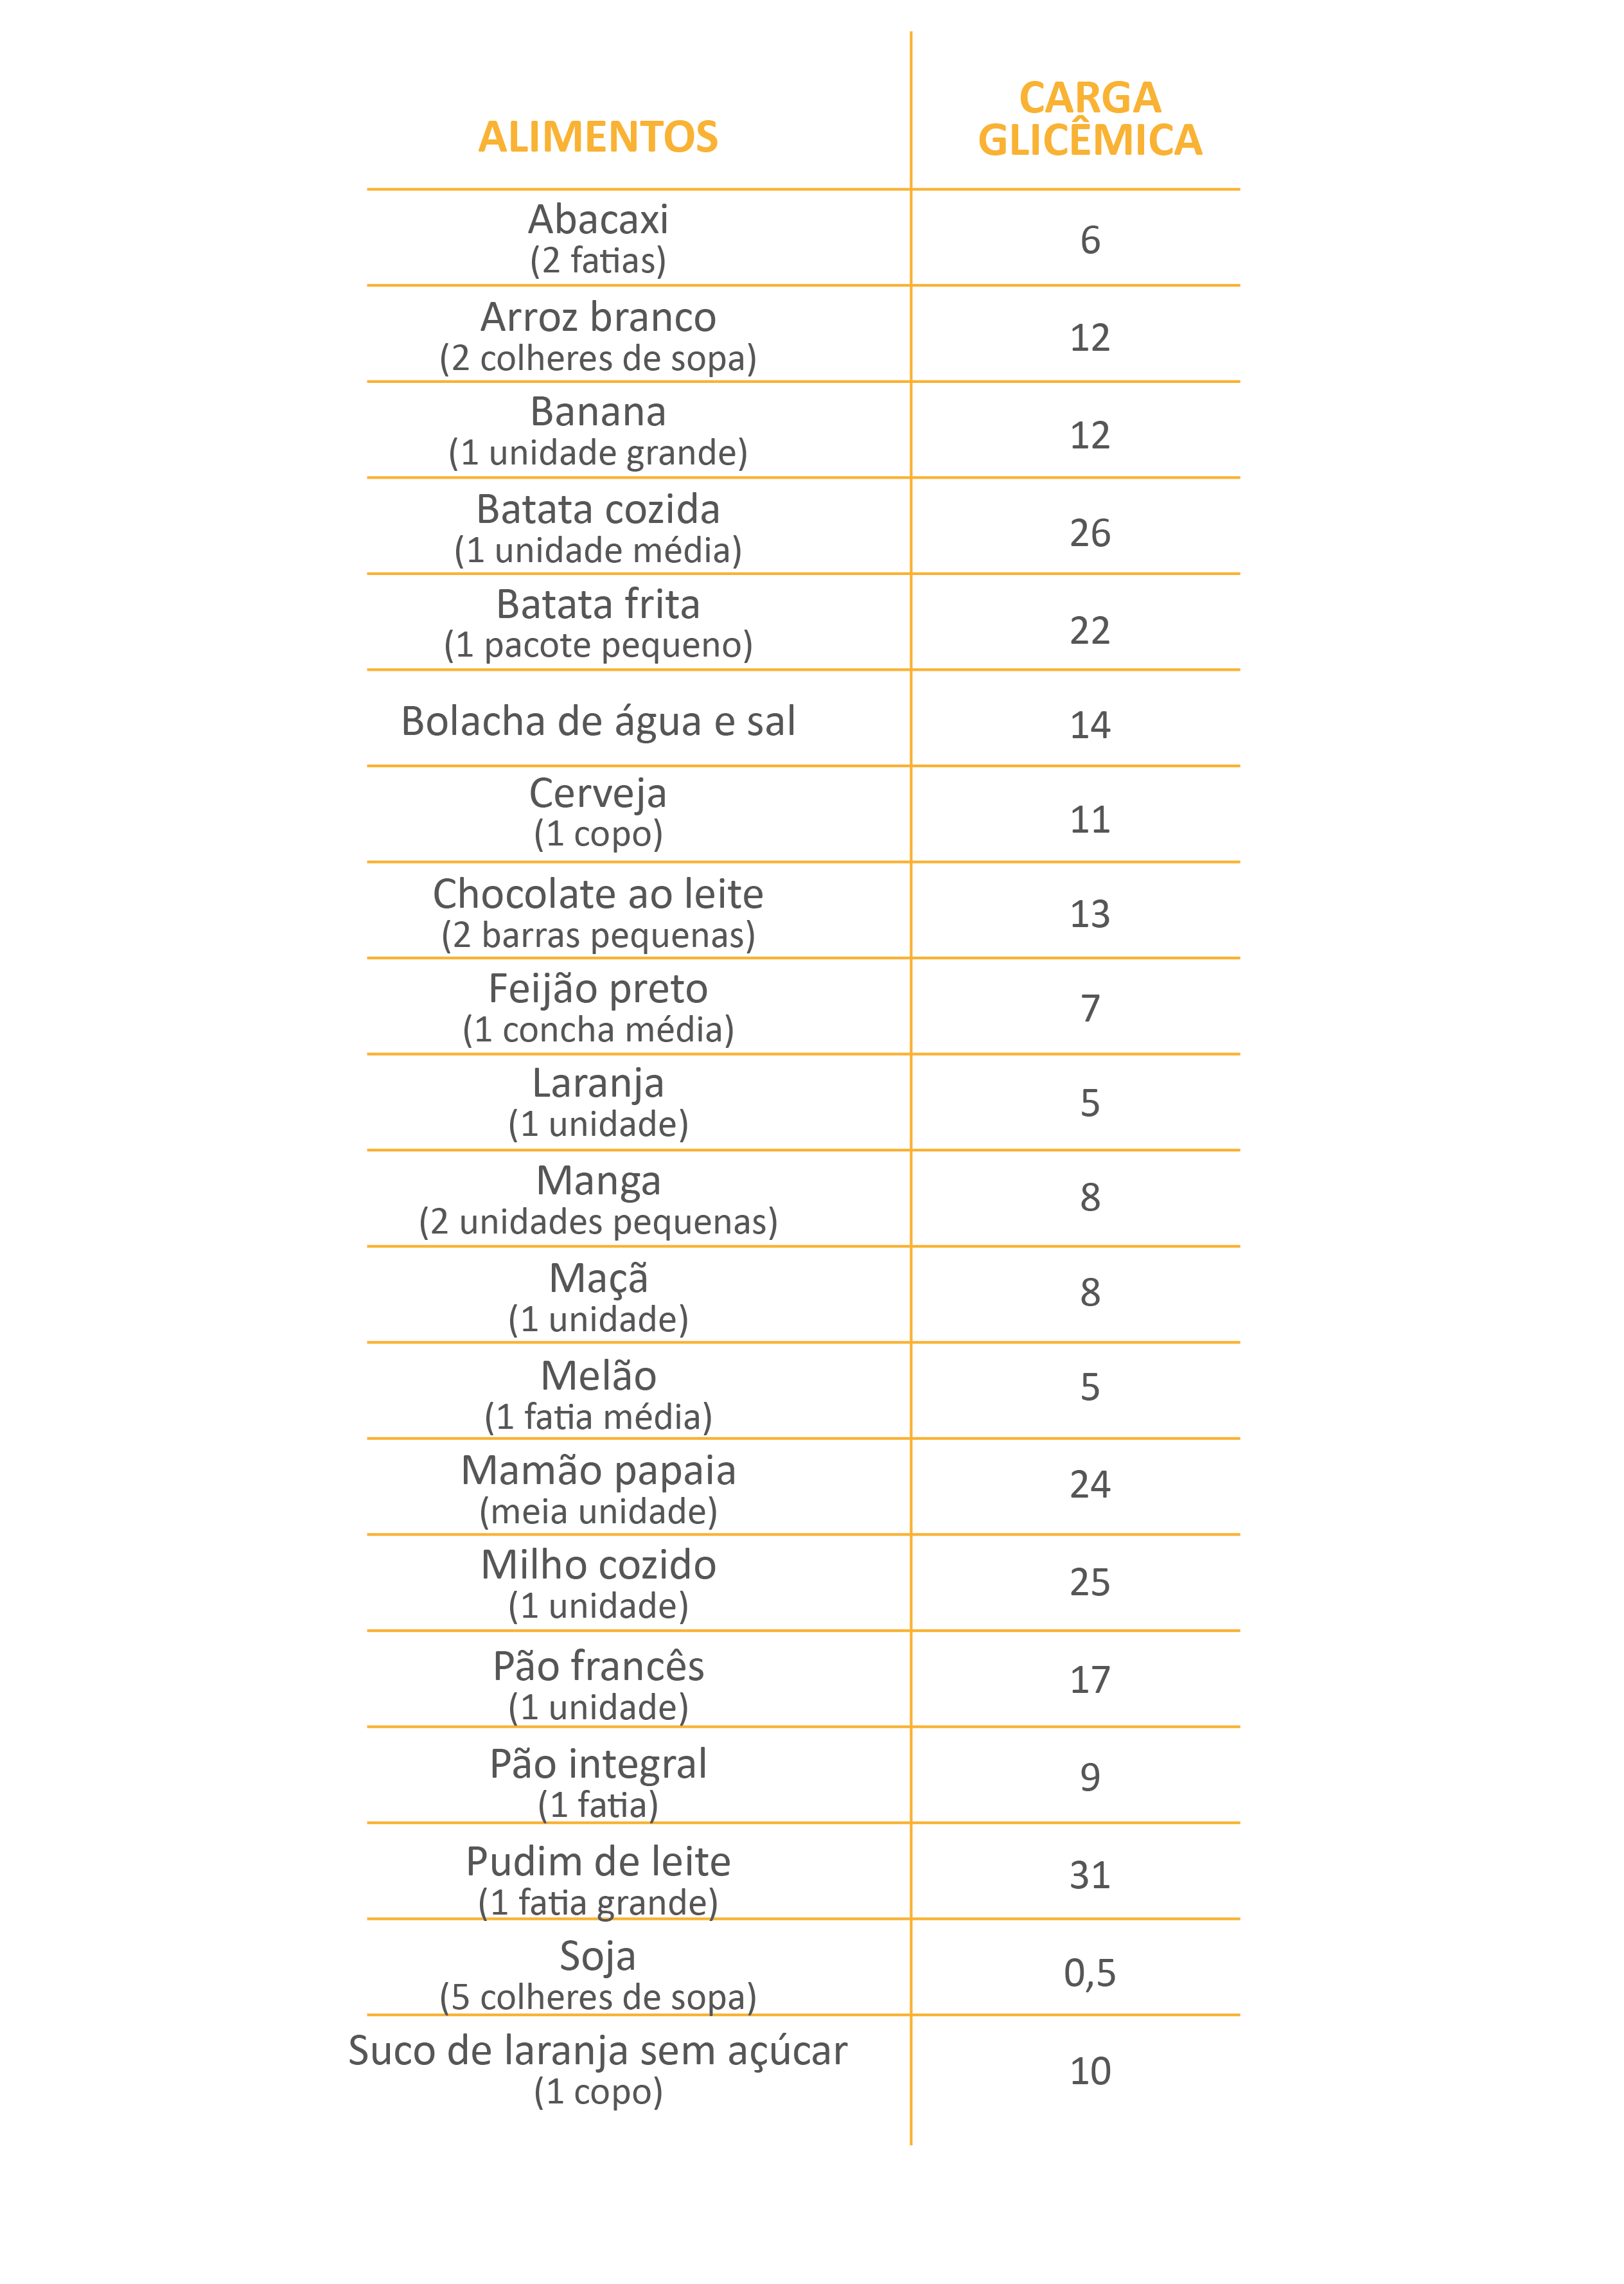 ALIMENTOS
CARGA
GLICÊMICA
Abacaxi
(2 fatias)
6
Arroz branco
(2 colheres de sopa)
12
Banana
(1 unidade grande)
12
Batata cozida
(1 unidade média)
26
Batata frita
(1 pacote pequeno)
22
Bolacha de água e sal
14
Cerveja
(1 copo)
11
Chocolate ao leite
(2 barras pequenas)
13
Feijão preto
(1 concha média)
7
Laranja
(1 unidade)
5
Manga
(2 unidades pequenas)
8
Maçã
(1 unidade)
8
Melão
(1 fatia média)
5
Mamão papaia
(meia unidade)
24
Milho cozido
(1 unidade)
25
Pão francês
(1 unidade)
17
Pão integral
(1 fatia)
9
Pudim de leite
(1 fatia grande)
31
Soja
(5 colheres de sopa)
0,5
Suco de laranja sem açúcar
(1 copo)
10